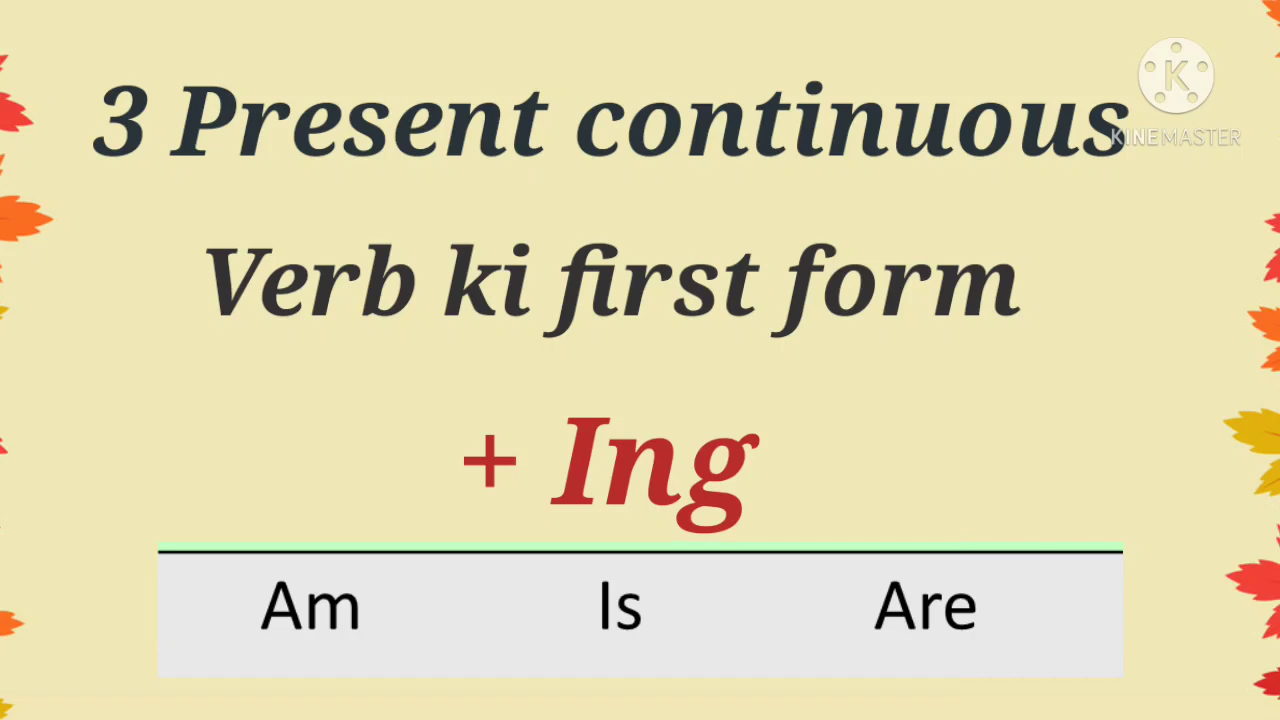 3 Present continuous
K
KINEMASTER
Verb ki first form
+ Ing
Am Is Are